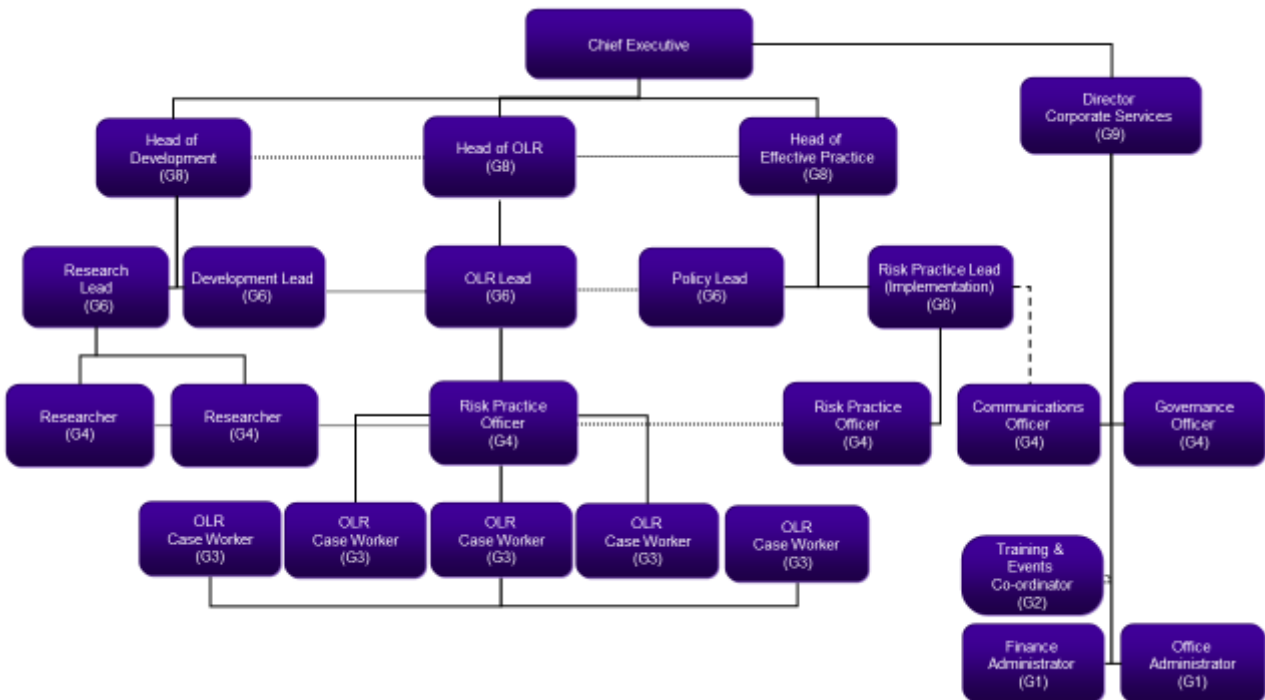 Chief Executive
Director
Corporate Services
(G9)
Head of
Development
(G8)
Head of OLR
(G8)
Head of
Effective Practice
(G8)
Research
Lead
(G6)
Development Lead
(G6)
OLR Lead
(G6)
Policy Lead
(G6)
Risk Practice Lead
(Implementation)
(G6)
Researcher
(G4)
Researcher
(G4)
Risk Practice
Officer
(G4)
Risk Practice
Officer
(G4)
Communications
Officer
(G4)
Governance
Officer
(G4)
OLR
Case Worker
(G3)
OLR
Case Worker
(G3)
OLR
Case Worker
(G3)
OLR
Case Worker
(G3)
OLR
Case Worker
(G3)
Training &
Events
Co-ordinator
(G2)
Finance
Administrator
(G1)
Office
Administrator
(G1)